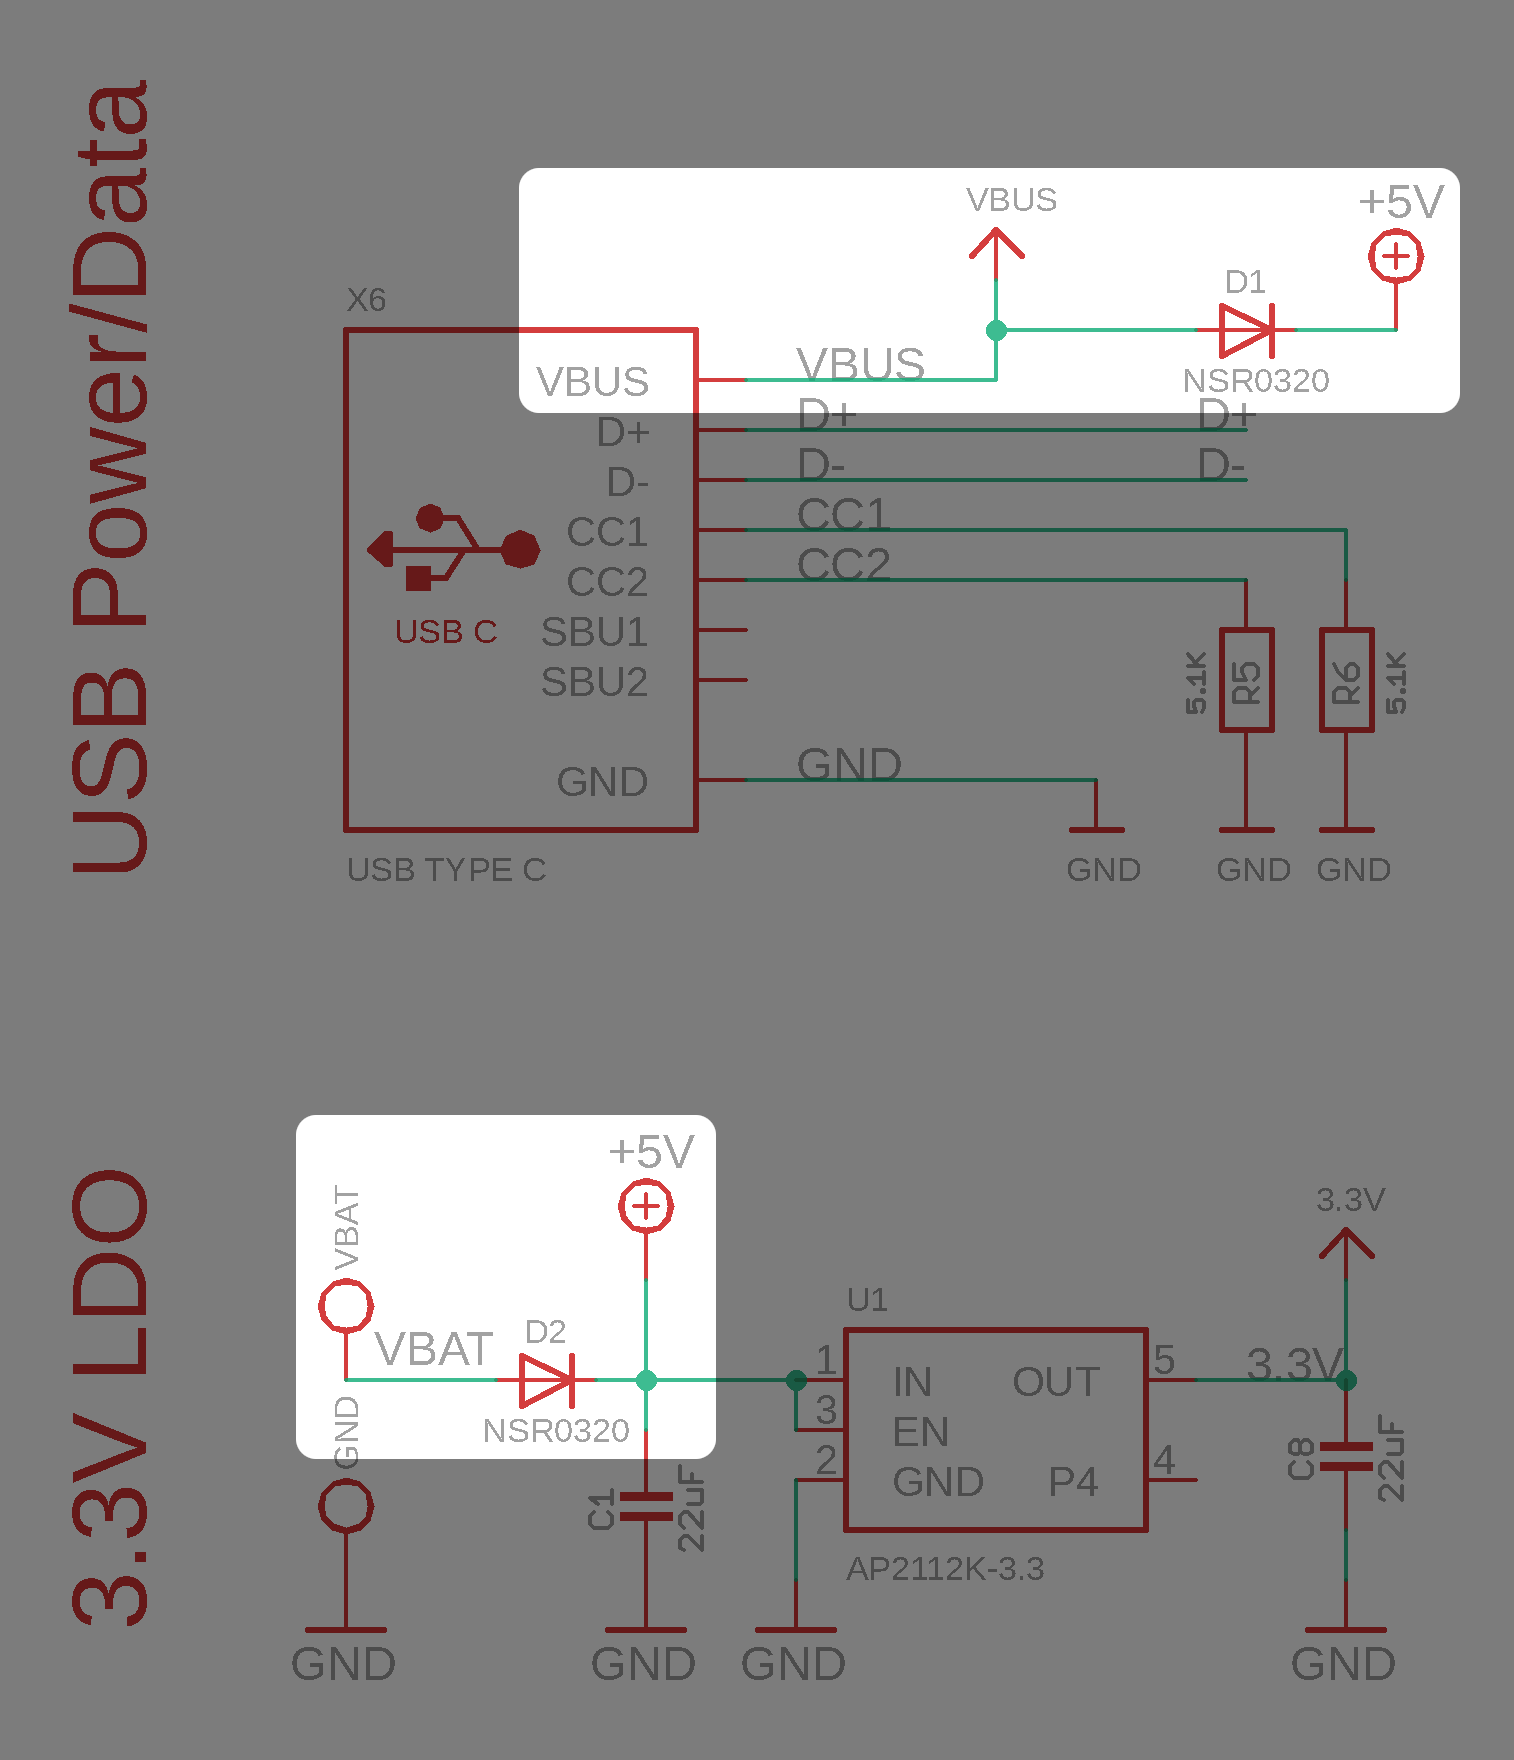 USB Power/Data
VBUS
+5V
D1
X6
VBUS
VBUS
NSR0320
D+
D+
D+
D-
D-
D-
CC1
CC1
CC2
CC2
USB C
SBU1
SBU2
5.1K
R5
R6
5.1K
GND
GND
USB TYPE C
GND
GND
GND
3.3V LDO
+5V
VBAT
3.3V
U1
VBAT
D2
1
IN
OUT
5
3.3V
3
EN
NSR0320
GND
2
GND
P4
4
C1
22uF
C8
22uF
AP2112K-3.3
GND
GND
GND
GND